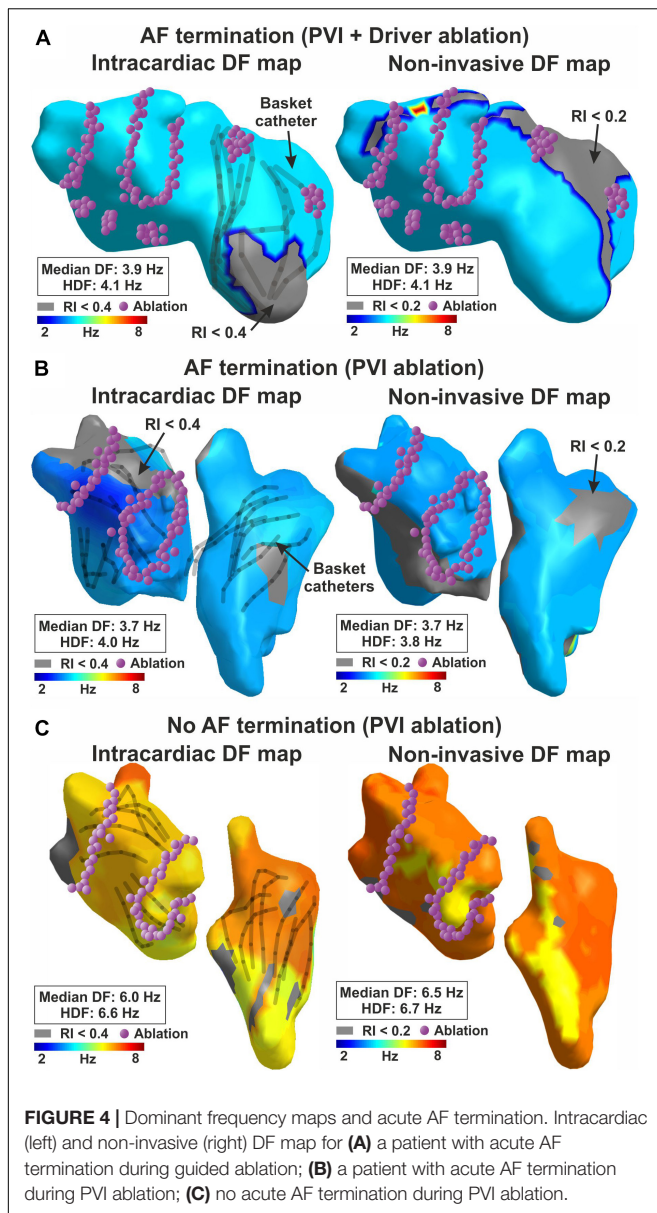 A
AF termination (PVI + Driver ablation)
Intracardiac DF map
Non-invasive DF map
Basket
catheter
RI < 0.2
Median DF: 3.9 Hz
HDF: 4.1 Hz
RI < 0.4 Ablation
2 Hz 8
RI < 0.4
Median DF: 3.9 Hz
HDF: 4.1 Hz
RI < 0.2 Ablation
2 Hz 8
B
AF termination (PVI ablation)
Intracardiac DF map
Non-invasive DF map
RI < 0.4
RI < 0.2
Basket
catheters
Median DF: 3.7 Hz
HDF: 4.0 Hz
RI < 0.4 Ablation
2 Hz 8
Median DF: 3.7 Hz
HDF: 3.8 Hz
RI < 0.2 Ablation
2 Hz 8
C
No AF termination (PVI ablation)
Intracardiac DF map
Non-invasive DF map
Median DF: 6.0 Hz
HDF: 6.6 Hz
RI < 0.4 Ablation
2 Hz 8
Median DF: 6.5 Hz
HDF: 6.7 Hz
RI < 0.2 Ablation
2 Hz 8
FIGURE 4 | Dominant frequency maps and acute AF termination. Intracardiac
(left) and non-invasive (right) DF map for (A) a patient with acute AF
termination during guided ablation; (B) a patient with acute AF termination
during PVI ablation; (C) no acute AF termination during PVI ablation.